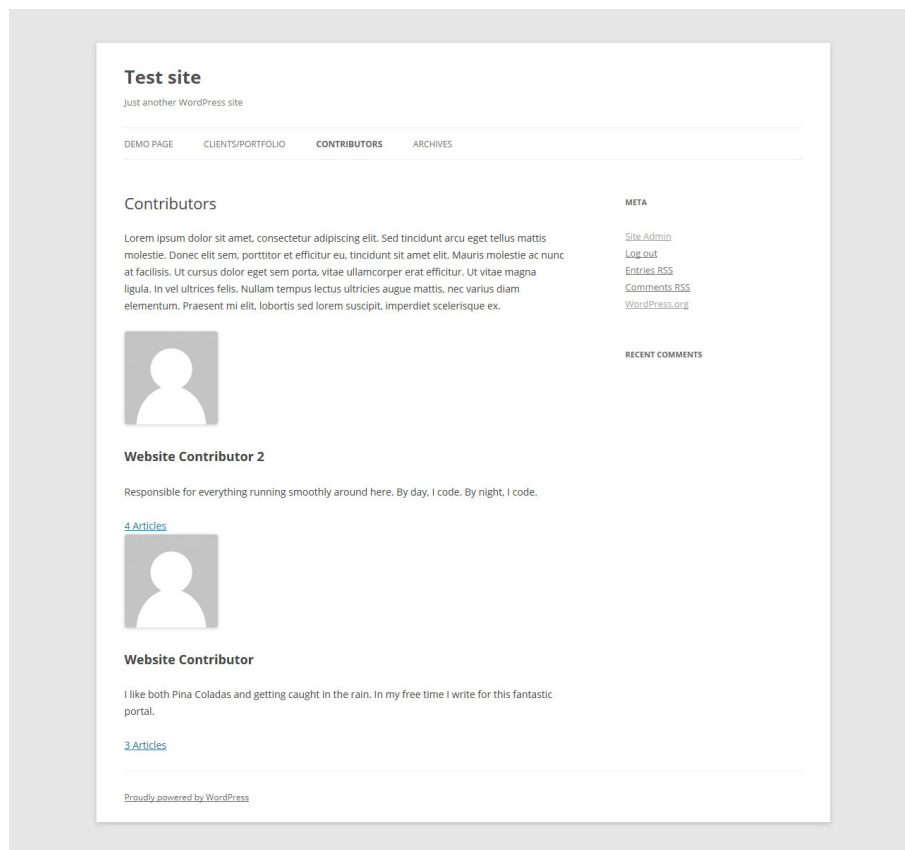 Test site
Just another WordPress site
DEMO PAGE CLIENTS/PORTFOLIO CONTRIBUTORS ARCHIVES
Contributors
Lorem ipsum dolor sit amet, consectetur adipiscing elit. Sed tincidunt arcu eget tellus mattis
molestie. Donec elit sem, porttitor et efficitur eu, tincidunt sit amet elit. Mauris molestie ac nunc
at facilisis. Ut cursus dolor eget sem porta, vitae ullamcorper erat efficitur. Ut vitae magna
ligula. In vel ultrices felis. Nullam tempus lectus ultricies augue mattis, nec varius diam
elementum. Praesent mi elit, lobortis sed lorem suscipit, imperdiet scelerisque ex.
Website Contributor 2
Responsible for everything running smoothly around here. By day, I code. By night, I code.
4 Articles
Website Contributor
I like both Pina Coladas and getting caught in the rain. In my free time I write for this fantastic
portal.
3 Articles
META
Site Admin
Log out
Entries RSS
Comments RSS
WordPress.org
RECENT COMMENTS
Proudly powered by WordPress